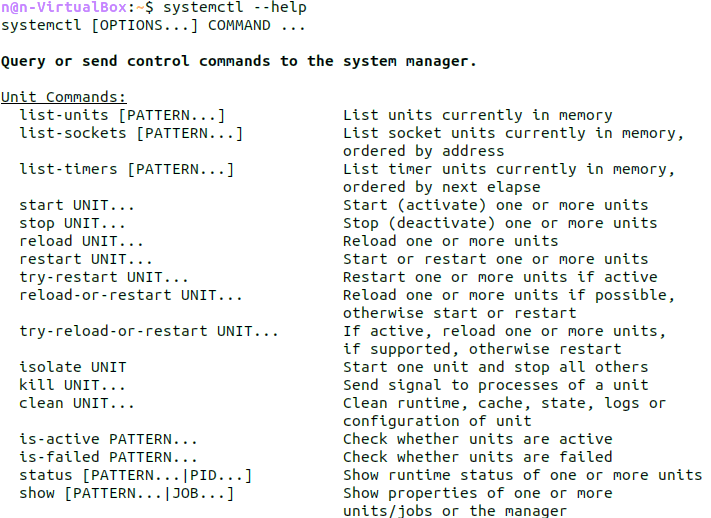 n@n-VirtualBox:~$ systemctl --help
systemctl [OPTIONS...] COMMAND ...
Query or send control commands to the system manager.
Unit Commands:
  list-units [PATTERN...]             List units currently in memory
  list-sockets [PATTERN...]           List socket units currently in memory,
                                      ordered by address
  list-timers [PATTERN...]            List timer units currently in memory,
                                      ordered by next elapse
  start UNIT...                       Start (activate) one or more units
  stop UNIT...                        Stop (deactivate) one or more units
  reload UNIT...                      Reload one or more units
  restart UNIT...                     Start or restart one or more units
  try-restart UNIT...                 Restart one or more units if active
  reload-or-restart UNIT...           Reload one or more units if possible,
                                      otherwise start or restart
  try-reload-or-restart UNIT...       If active, reload one or more units,
                                      if supported, otherwise restart
  isolate UNIT                        Start one unit and stop all others
  kill UNIT...                        Send signal to processes of a unit
  clean UNIT...                       Clean runtime, cache, state, logs or
                                      configuration of unit
  is-active PATTERN...                Check whether units are active
  is-failed PATTERN...                Check whether units are failed
  status [PATTERN...|PID...]          Show runtime status of one or more units
  show [PATTERN...|JOB...]            Show properties of one or more
                                      units/jobs or the manager